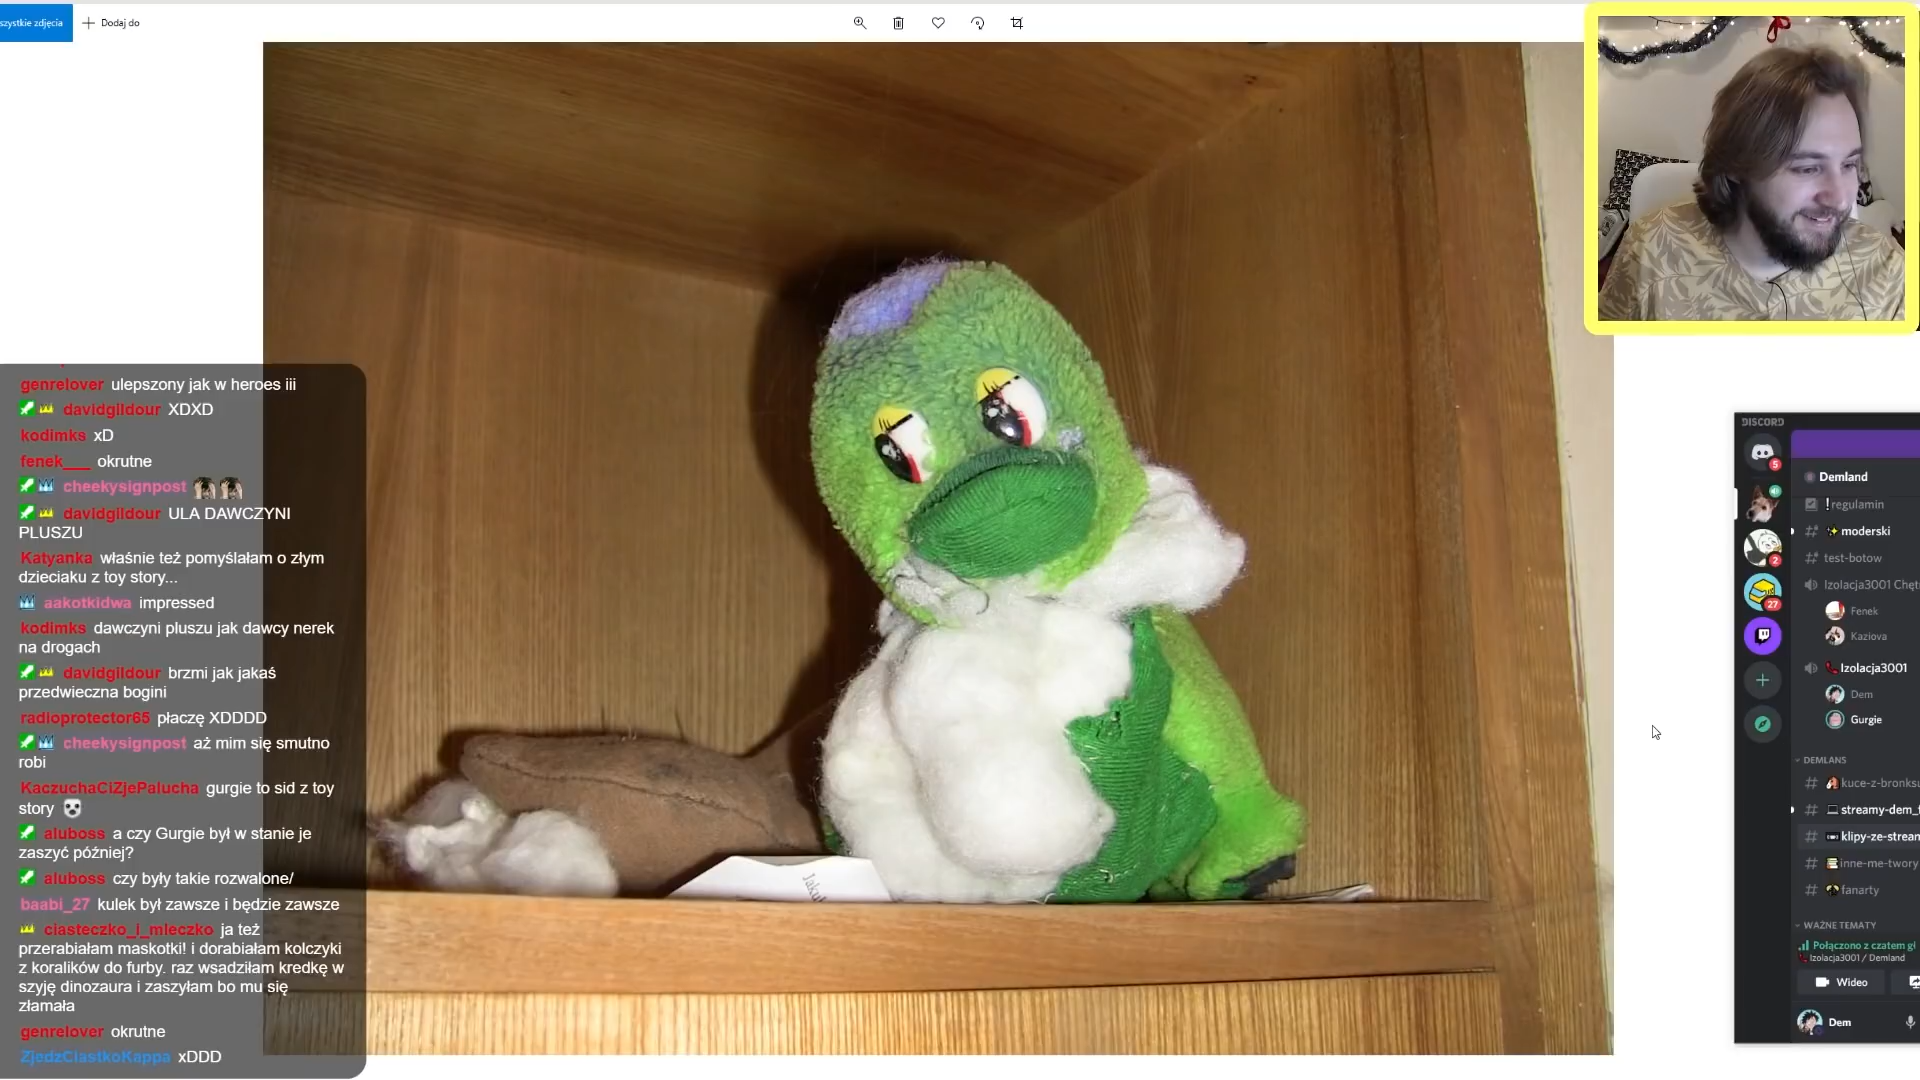 szystkie zdjęcia
Dodaj do
genrelover ulepszony jak w heroes iii
davidgildour XDXD
kodimks xD
fenek___ okrutne
cheekysignpost
davidgildour ULA DAWCZYNI
PLUSZU
Katyanka właśnie też pomyślałam o złym
dzieciaku z toy story...
aakotkidwa impressed
kodimks dawczyni pluszu jak dawcy nerek
na drogach
davidgildour brzmi jak jakaś
przedwieczna bogini
radioprotector65 płaczę XDDDD
cheekysignpost aż mim się smutno
robi
KaczuchaCiZjePalucha gurgie to sid z toy
story
aluboss a czy Gurgie był w stanie je
zaszyć później?
aluboss czy były takie rozwalone/
baabi_27 kulek był zawsze i będzie zawsze
ciasteczko_i_mleczko ja też
przerabiałam maskotki! i dorabiałam kolczyki
z koralików do furby. raz wsadziłam kredkę w
szyję dinozaura i zaszyłam bo mu się
złamała
genrelover okrutne
ZjedzCiastkoKappa xDDD
Jakub
DISCORD
5
2
27
Demland
!regulamin
moderski
test-botow
Izolacja3001 Chęt
Fenek
Kaziova
Izolacja3001
Dem
Gurgie
DEMLANS
kuce-z-bronksu
streamy-dem_t
klipy-ze-strean
inne-me-twory
fanarty
WAŻNE TEMATY
Połączono z czatem gł
Izolacja3001 / Demland
Wideo
Dem